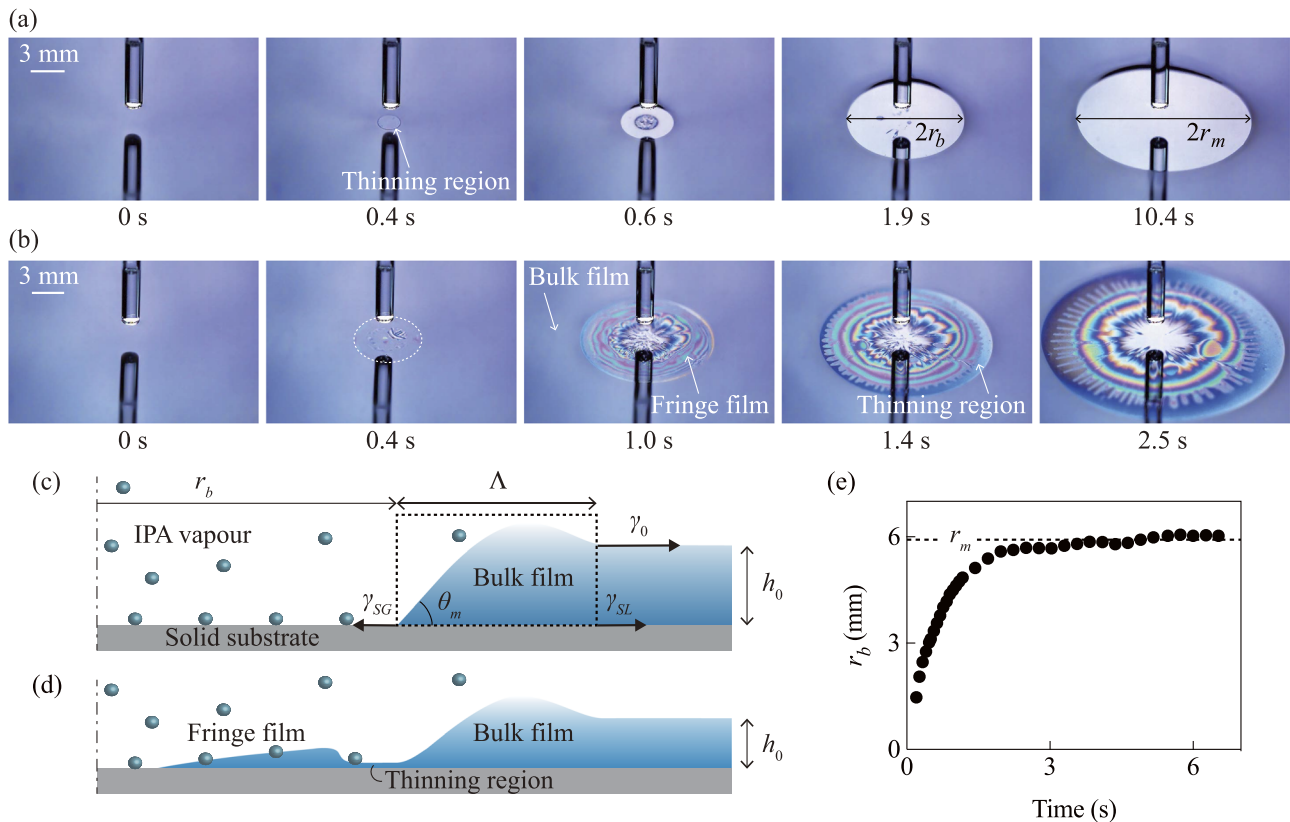 (a)
3 mm
Thinning region
2r_b
2r_m
0 s
0.4 s
0.6 s
1.9 s
10.4 s
(b)
3 mm
Bulk film
Fringe film
Thinning region
0 s
0.4 s
1.0 s
1.4 s
2.5 s
(c)
r_b
Λ
IPA vapour
γ_0
Bulk film
h_0
γ_SG
θ_m
γ_SL
Solid substrate
(d)
Fringe film
Bulk film
h_0
Thinning region
(e)
6
r_m
3
0
r_b (mm)
0
3
6
Time (s)